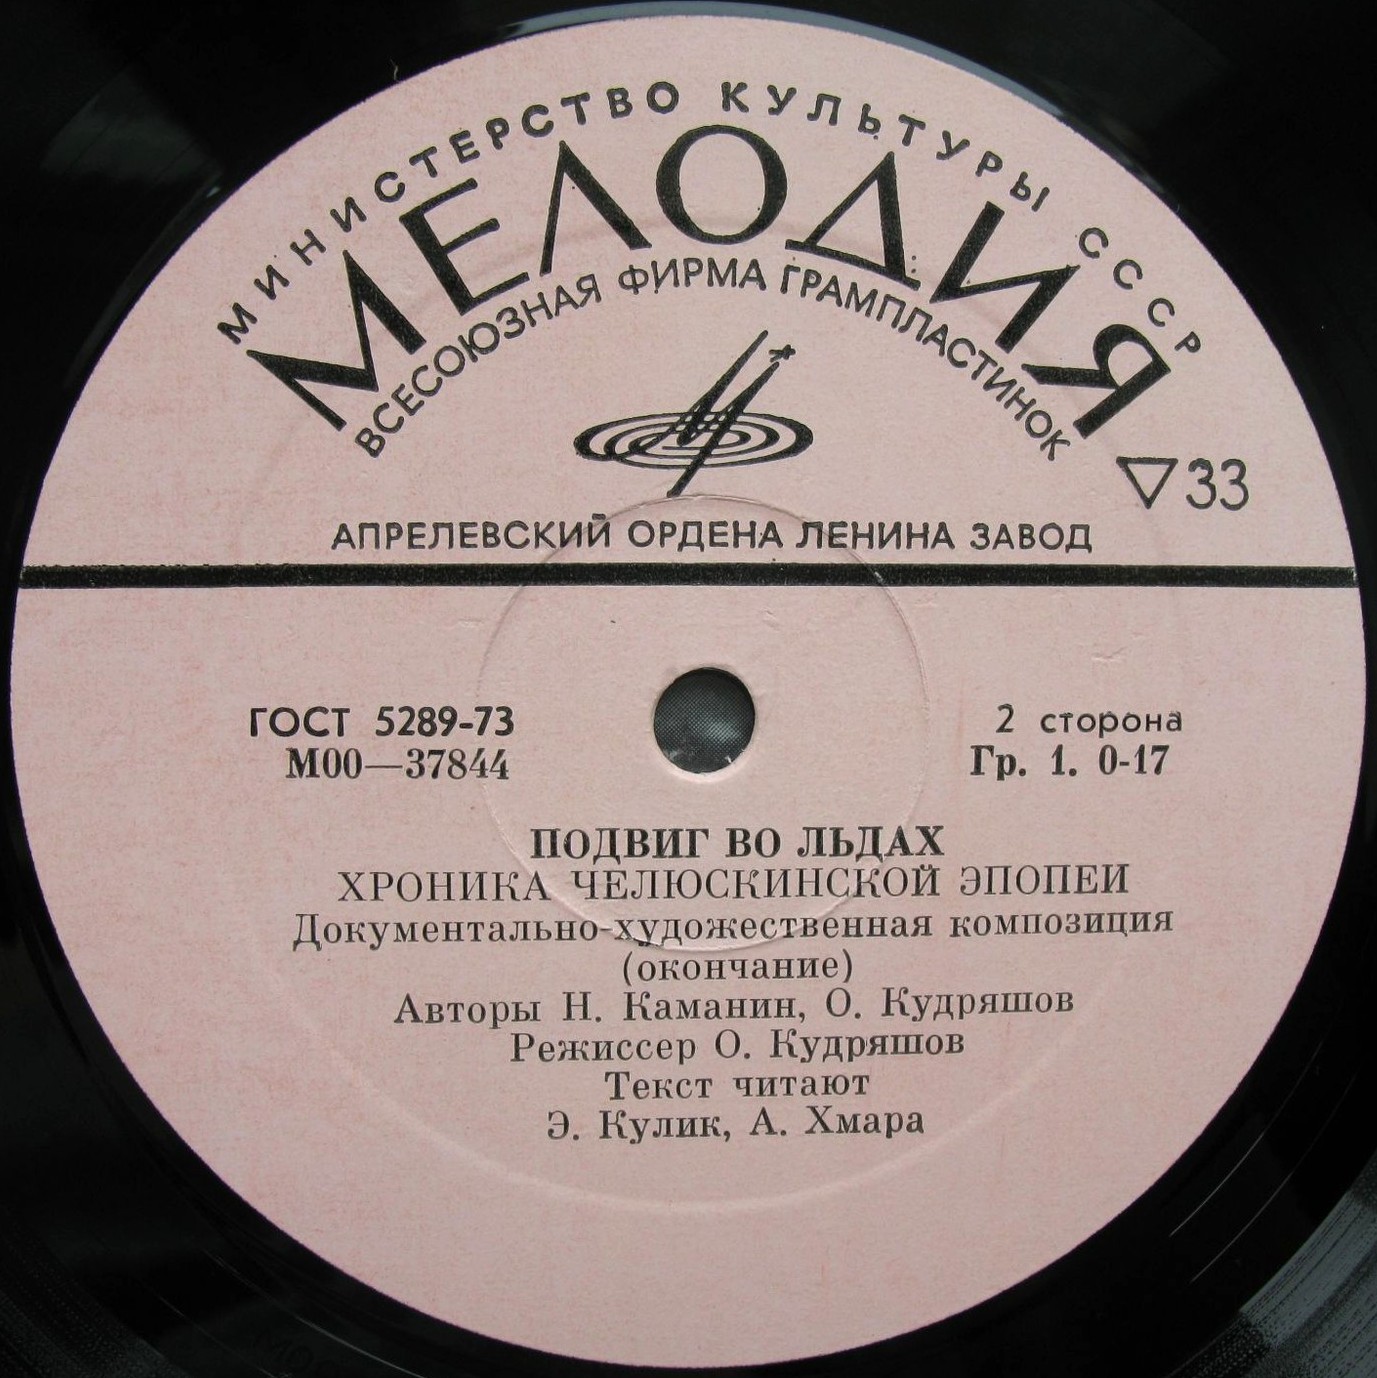 МИНИСТЕРСТВО КУЛЬТУРЫ СССР
МЕЛОДИЯ
ВСЕСОЮЗНАЯ ФИРМА ГРАМПЛАСТИНОК
33
АПРЕЛЕВСКИЙ ОРДЕНА ЛЕНИНА ЗАВОД
ГОСТ 5289-73
2 сторона
М00—37844
Гр. 1. 0-17
ПОДВИГ ВО ЛЬДАХ
ХРОНИКА ЧЕЛЮСКИНСКОЙ ЭПОПЕИ
Документально-художественная композиция
(окончание)
Авторы Н. Каманин, О. Кудряшов
Режиссер О. Кудряшов
Текст читают
Э. Кулик, А. Хмара